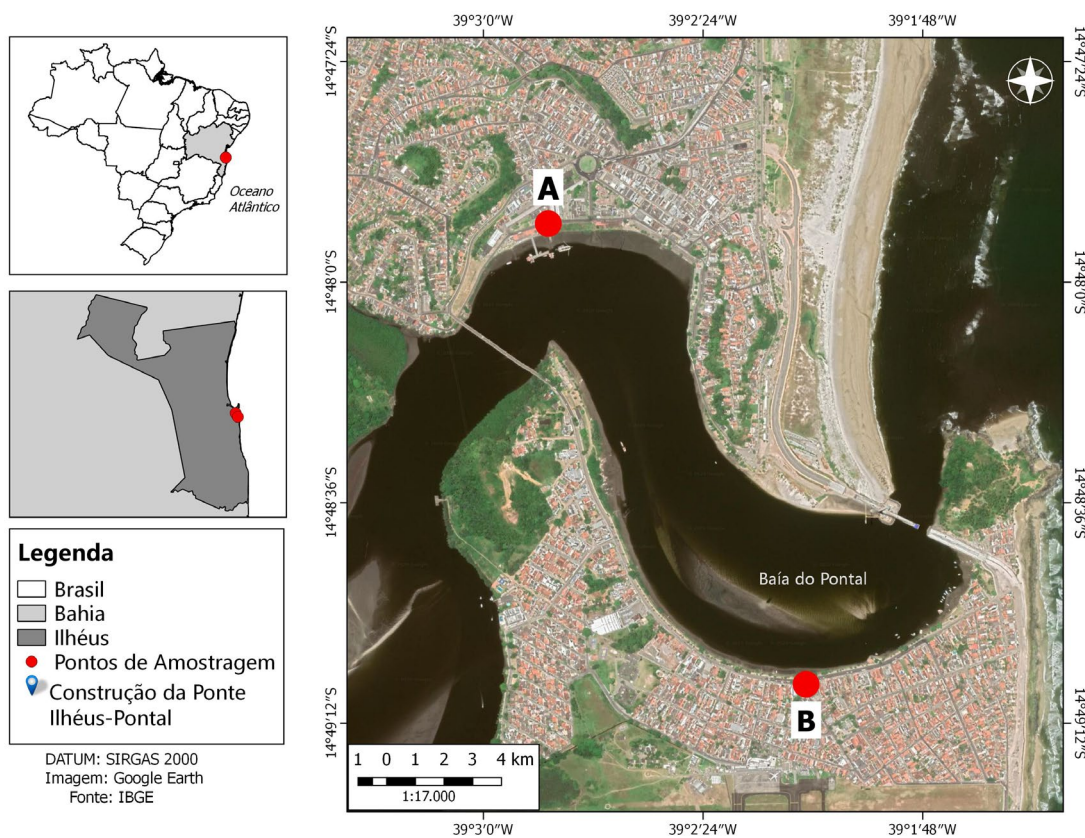 39°3'0"W 39°2'24"W 39°1'48"W
14°47'24"S 14°47'24"S
Oceano
Atlântico
A
14°48'0"S 14°48'0"S
14°48'36"S 14°48'36"S
Baía do Pontal
Legenda
Brasil
Bahia
Ilhéus
Pontos de Amostragem
Construção da Ponte
Ilhéus-Pontal
B
14°49'12"S 14°49'12"S
DATUM: SIRGAS 2000
Imagem: Google Earth
Fonte: IBGE
1 0 1 2 3 4 km
1:17.000
39°3'0"W 39°2'24"W 39°1'48"W